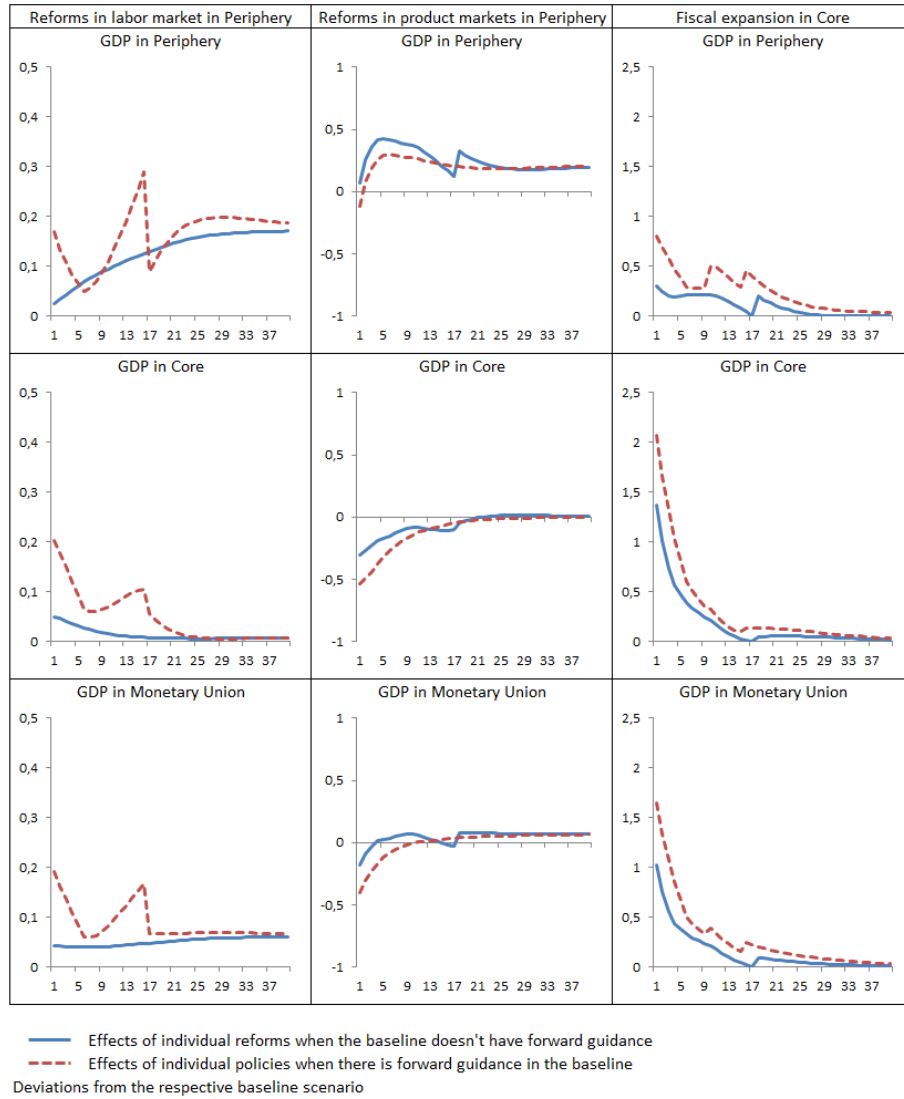 Reforms in labor market in Periphery
Reforms in product markets in Periphery
Fiscal expansion in Core
GDP in Periphery
0,5
0,4
0,3
0,2
0,1
0
1 5 9 13 17 21 25 29 33 37
GDP in Periphery
1
0,5
0
-0,5
-1
1 5 9 13 17 21 25 29 33 37
GDP in Periphery
2,5
2
1,5
1
0,5
0
1 5 9 13 17 21 25 29 33 37
GDP in Core
0,5
0,4
0,3
0,2
0,1
0
1 5 9 13 17 21 25 29 33 37
GDP in Core
1
0,5
0
-0,5
-1
1 5 9 13 17 21 25 29 33 37
GDP in Core
2,5
2
1,5
1
0,5
0
1 5 9 13 17 21 25 29 33 37
GDP in Monetary Union
0,5
0,4
0,3
0,2
0,1
0
1 5 9 13 17 21 25 29 33 37
GDP in Monetary Union
1
0,5
0
-0,5
-1
1 5 9 13 17 21 25 29 33 37
GDP in Monetary Union
2,5
2
1,5
1
0,5
0
1 5 9 13 17 21 25 29 33 37
Effects of individual reforms when the baseline doesn't have forward guidance
Effects of individual policies when there is forward guidance in the baseline
Deviations from the respective baseline scenario